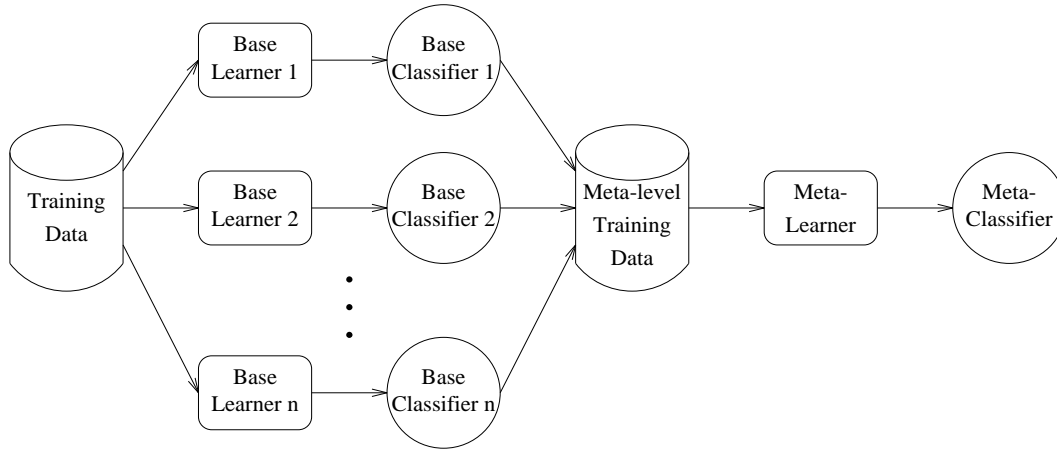 Base
Learner 1
Base
Classifier 1
Training
Data
Base
Learner 2
Base
Classifier 2
Meta-level
Training
Data
Meta-
Learner
Meta-
Classifier
Base
Learner n
Base
Classifier n